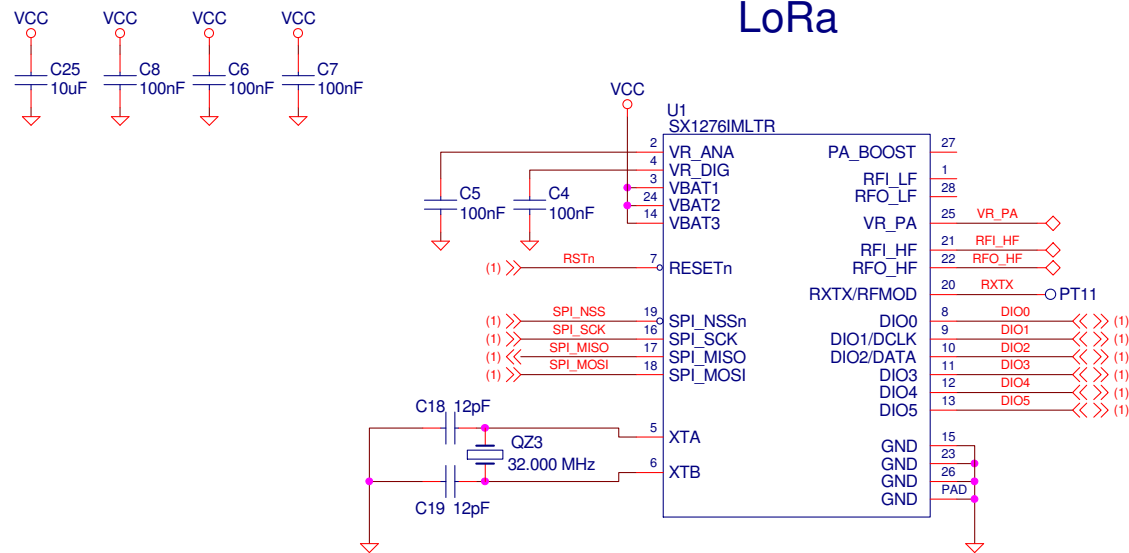 LoRa
VCC VCC VCC VCC
C25 C8 C6 C7
10uF 100nF 100nF 100nF
VCC
U1
SX1276IMLTR
2 VR_ANA PA_BOOST 27
4 VR_DIG
3 VBAT1 RFI_LF 1
24 VBAT2 RFO_LF 28
14 VBAT3 VR_PA 25 VR_PA
C5 C4
100nF 100nF
RFI_HF 21 RFI_HF
(1) RSTn 7 RESETn RFO_HF 22 RFO_HF
RXTX/RFMOD 20 RXTX PT11
(1) SPI_NSS 19 SPI_NSSn DIO0 8 DIO0 (1)
(1) SPI_SCK 16 SPI_SCK DIO1/DCLK 9 DIO1 (1)
(1) SPI_MISO 17 SPI_MISO DIO2/DATA 10 DIO2 (1)
(1) SPI_MOSI 18 SPI_MOSI DIO3 11 DIO3 (1)
DIO4 12 DIO4 (1)
DIO5 13 DIO5 (1)
C18 12pF
5 XTA GND 15
QZ3 GND 23
32.000 MHz 6 XTB GND 26
GND PAD
C19 12pF